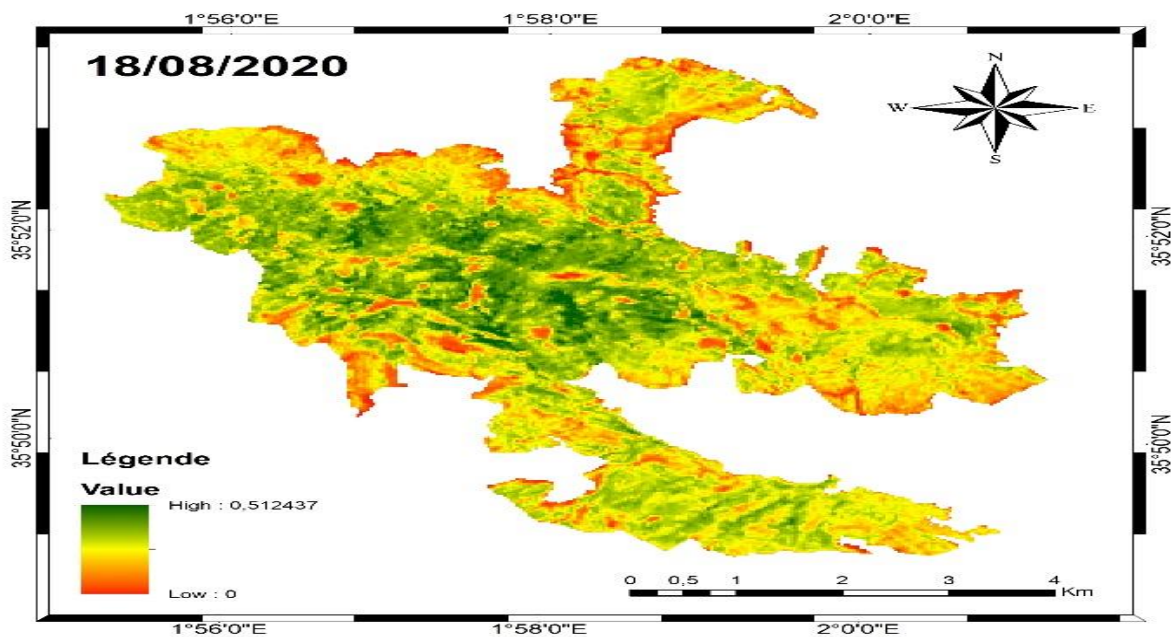 1°56'0"E 1°58'0"E 2°0'0"E
18/08/2020
N
W E
S
35°52'0"N 35°52'0"N
35°50'0"N 35°50'0"N
Légende
Value
High : 0,512437
Low : 0
0 0,5 1 2 3 4
Km
1°56'0"E 1°58'0"E 2°0'0"E